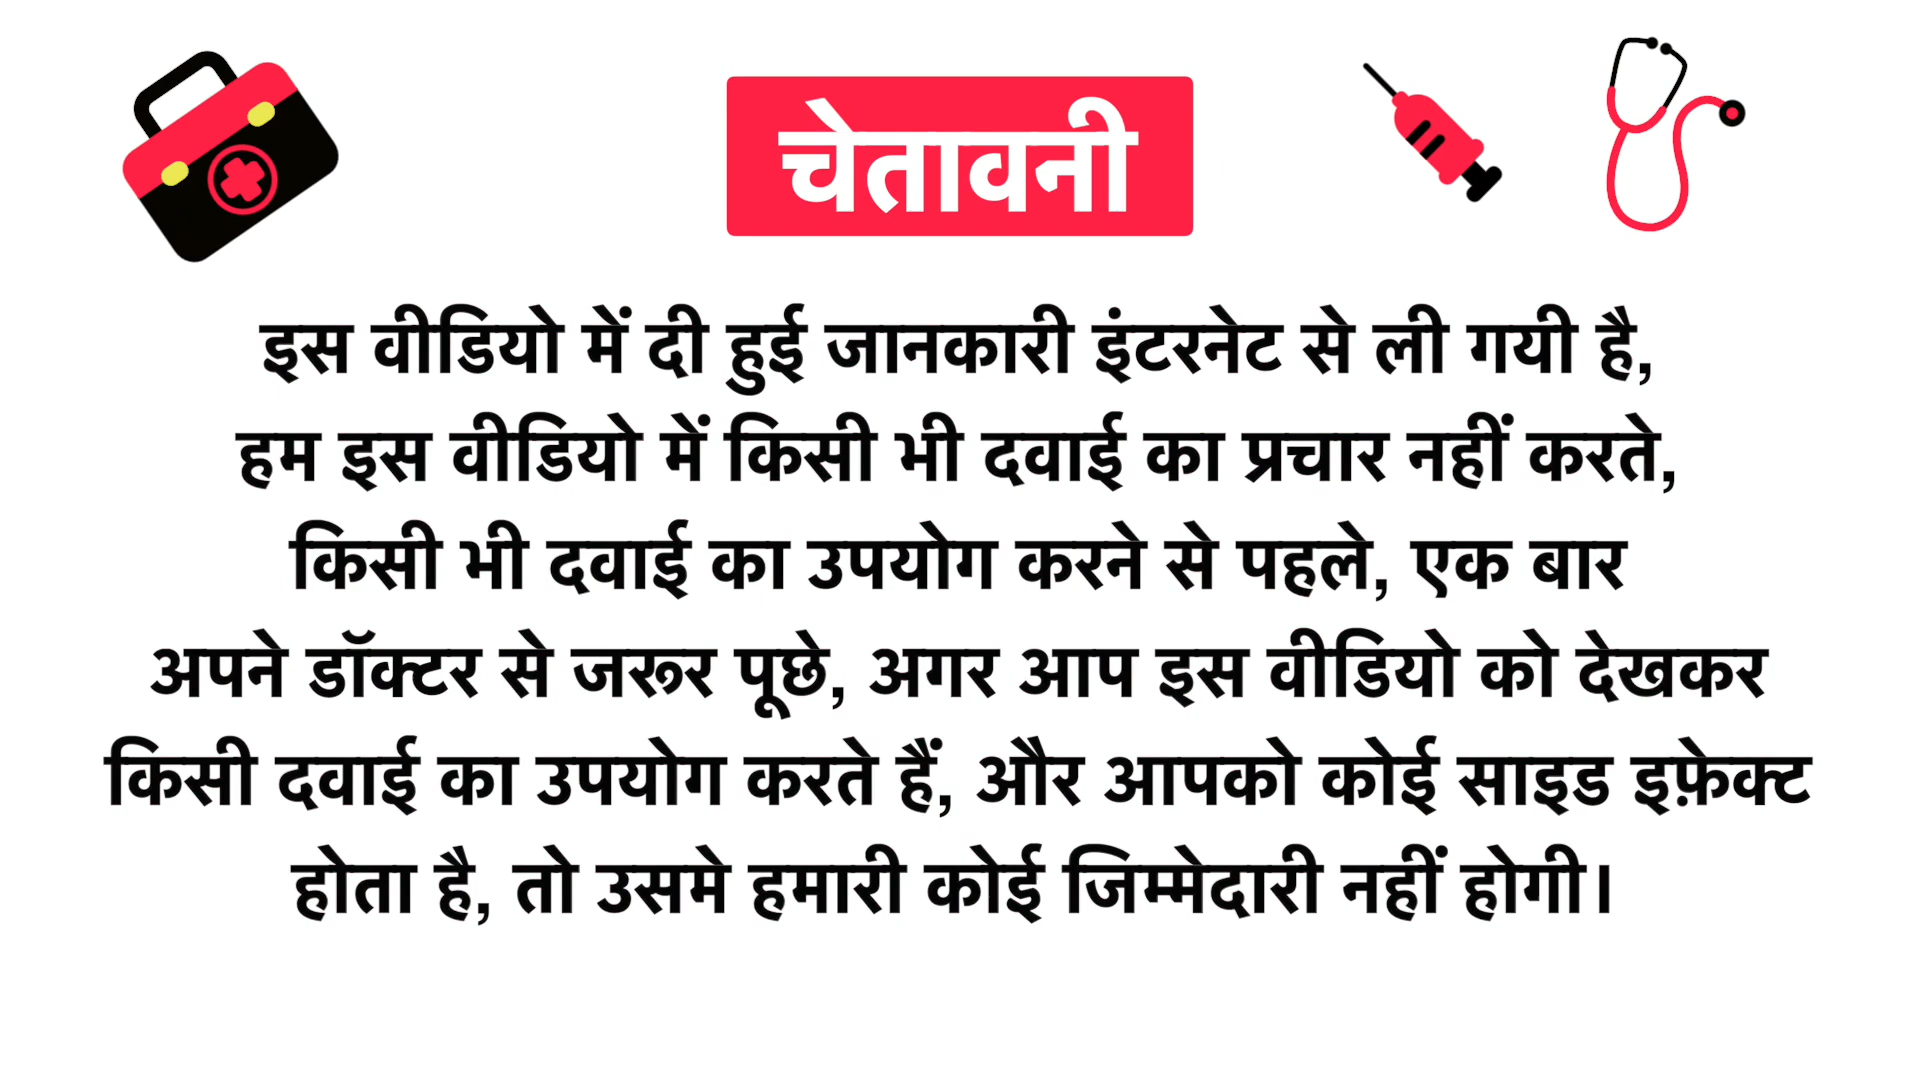 चेतावनी
इस वीडियो में दी हुई जानकारी इंटरनेट से ली गयी है,
हम इस वीडियो में किसी भी दवाई का प्रचार नहीं करते,
किसी भी दवाई का उपयोग करने से पहले, एक बार
अपने डॉक्टर से जरूर पूछे, अगर आप इस वीडियो को देखकर
किसी दवाई का उपयोग करते हैं, और आपको कोई साइड इफ़ेक्ट
होता है, तो उसमे हमारी कोई जिम्मेदारी नहीं होगी।